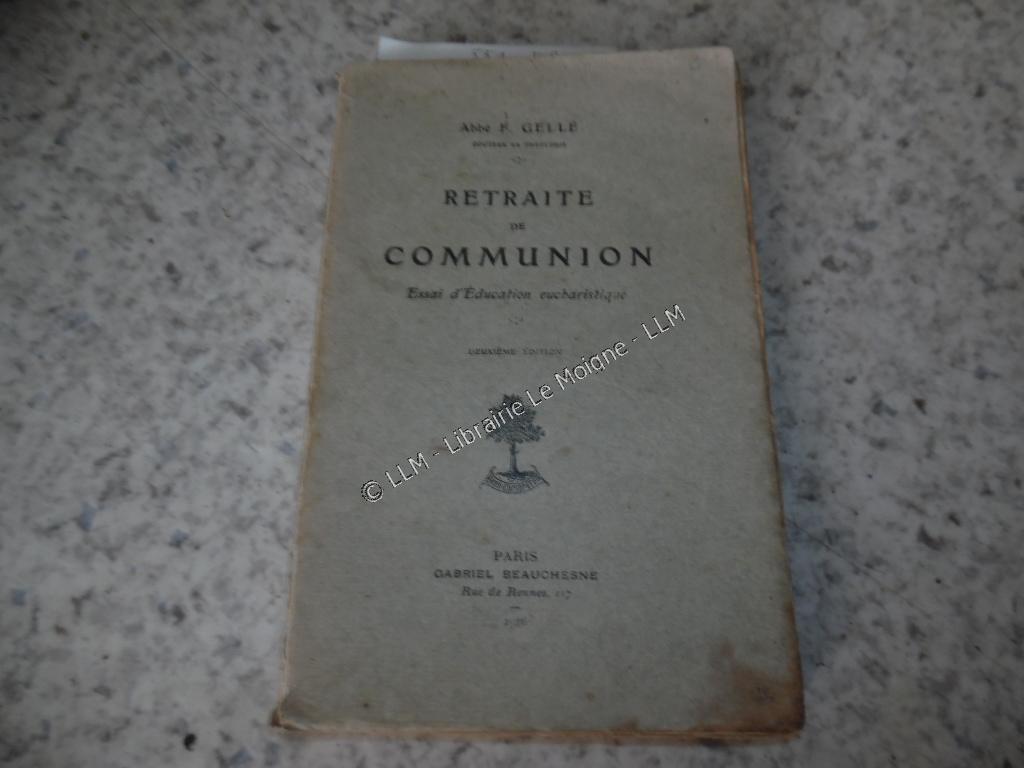 Abbé F. GELLÉ
RETRAITE
DE
COMMUNION
Essai d'Éducation eucharistique
DEUXIÈME ÉDITION
© LLM - Librairie Le Moigne - LLM
PARIS
GABRIEL BEAUCHESNE
Rue de Rennes, 117